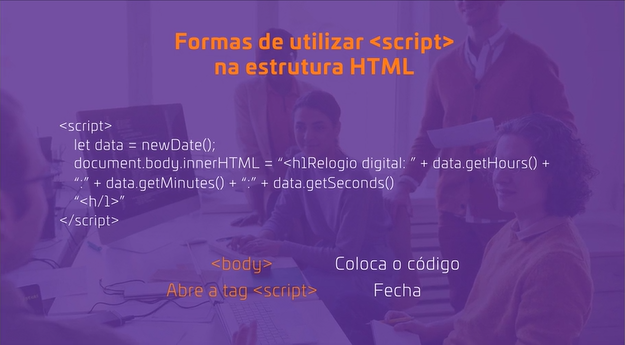 Formas de utilizar <script>
na estrutura HTML
<script>
let data = newDate();
document.body.innerHTML = “<h1Relogio digital: ” + data.getHours() +
“:” + data.getMinutes() + “:” + data.getSeconds()
“<h/1>”
</script>
<body> Coloca o código
Abre a tag <script> Fecha